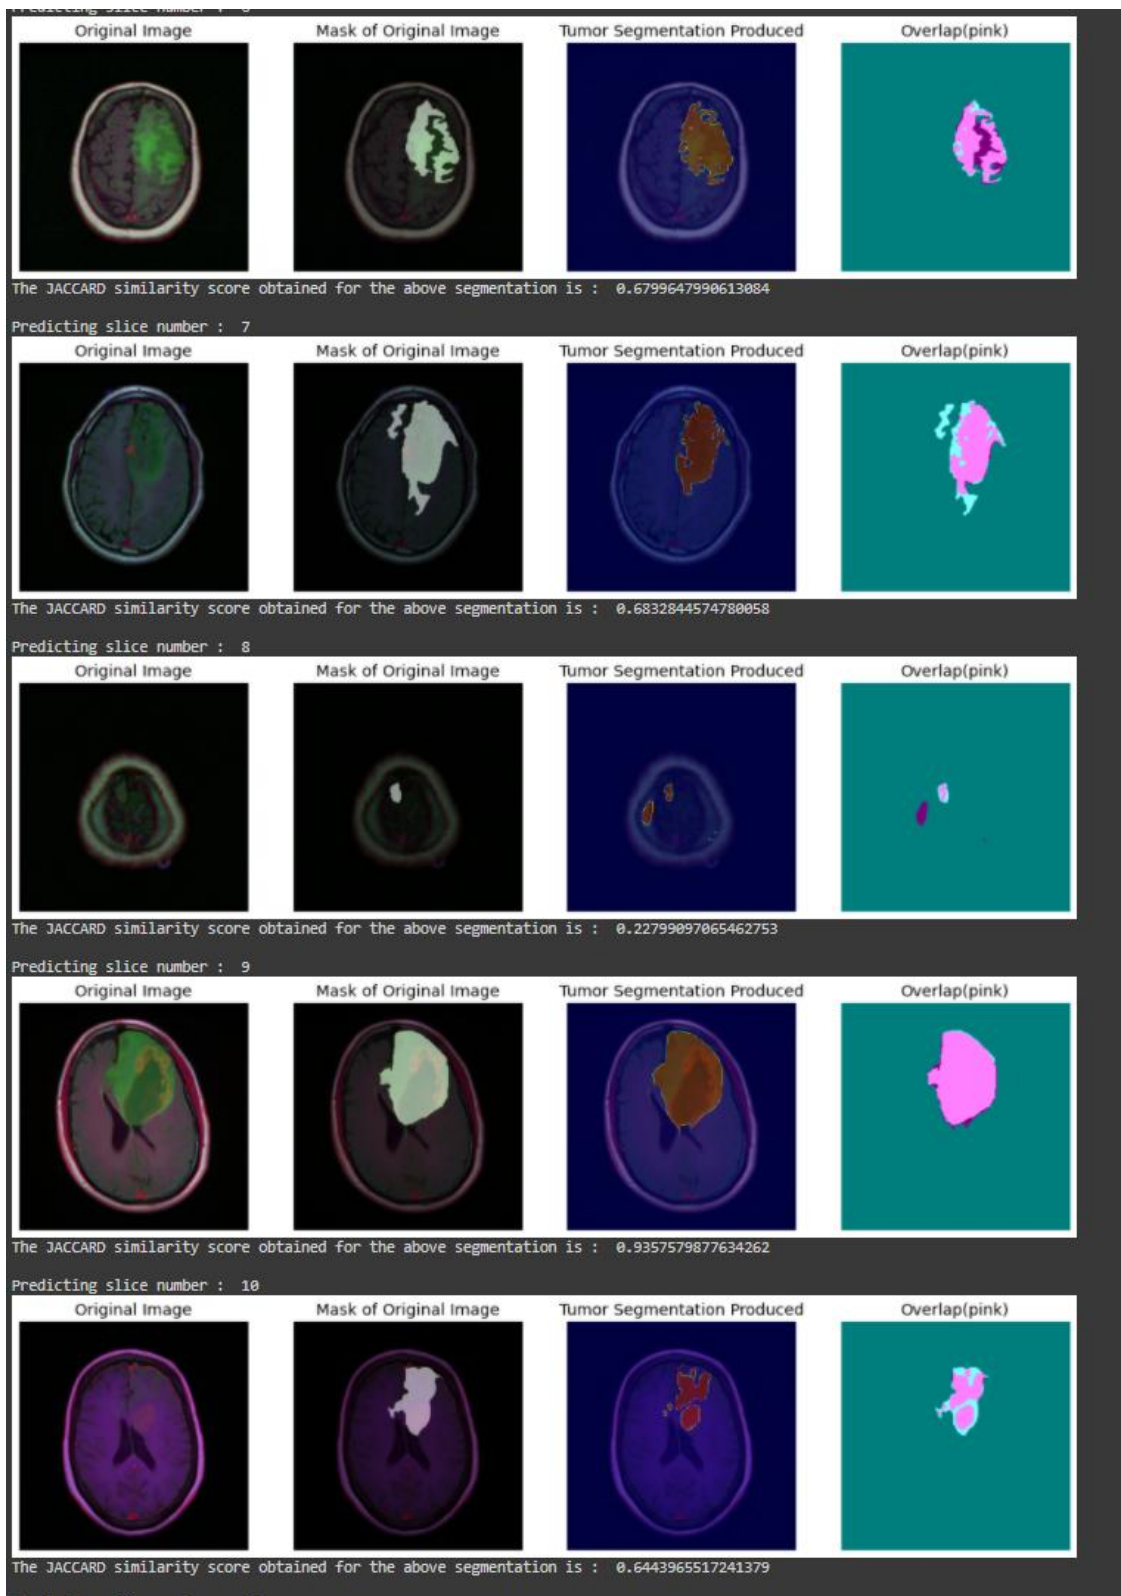 Predicting slice number : 6
Original Image Mask of Original Image Tumor Segmentation Produced Overlap(pink)
The JACCARD similarity score obtained for the above segmentation is : 0.6799647990613084
Predicting slice number : 7
Original Image Mask of Original Image Tumor Segmentation Produced Overlap(pink)
The JACCARD similarity score obtained for the above segmentation is : 0.6832844574780058
Predicting slice number : 8
Original Image Mask of Original Image Tumor Segmentation Produced Overlap(pink)
The JACCARD similarity score obtained for the above segmentation is : 0.22799097065462753
Predicting slice number : 9
Original Image Mask of Original Image Tumor Segmentation Produced Overlap(pink)
The JACCARD similarity score obtained for the above segmentation is : 0.9357579877634262
Predicting slice number : 10
Original Image Mask of Original Image Tumor Segmentation Produced Overlap(pink)
The JACCARD similarity score obtained for the above segmentation is : 0.6443965517241379